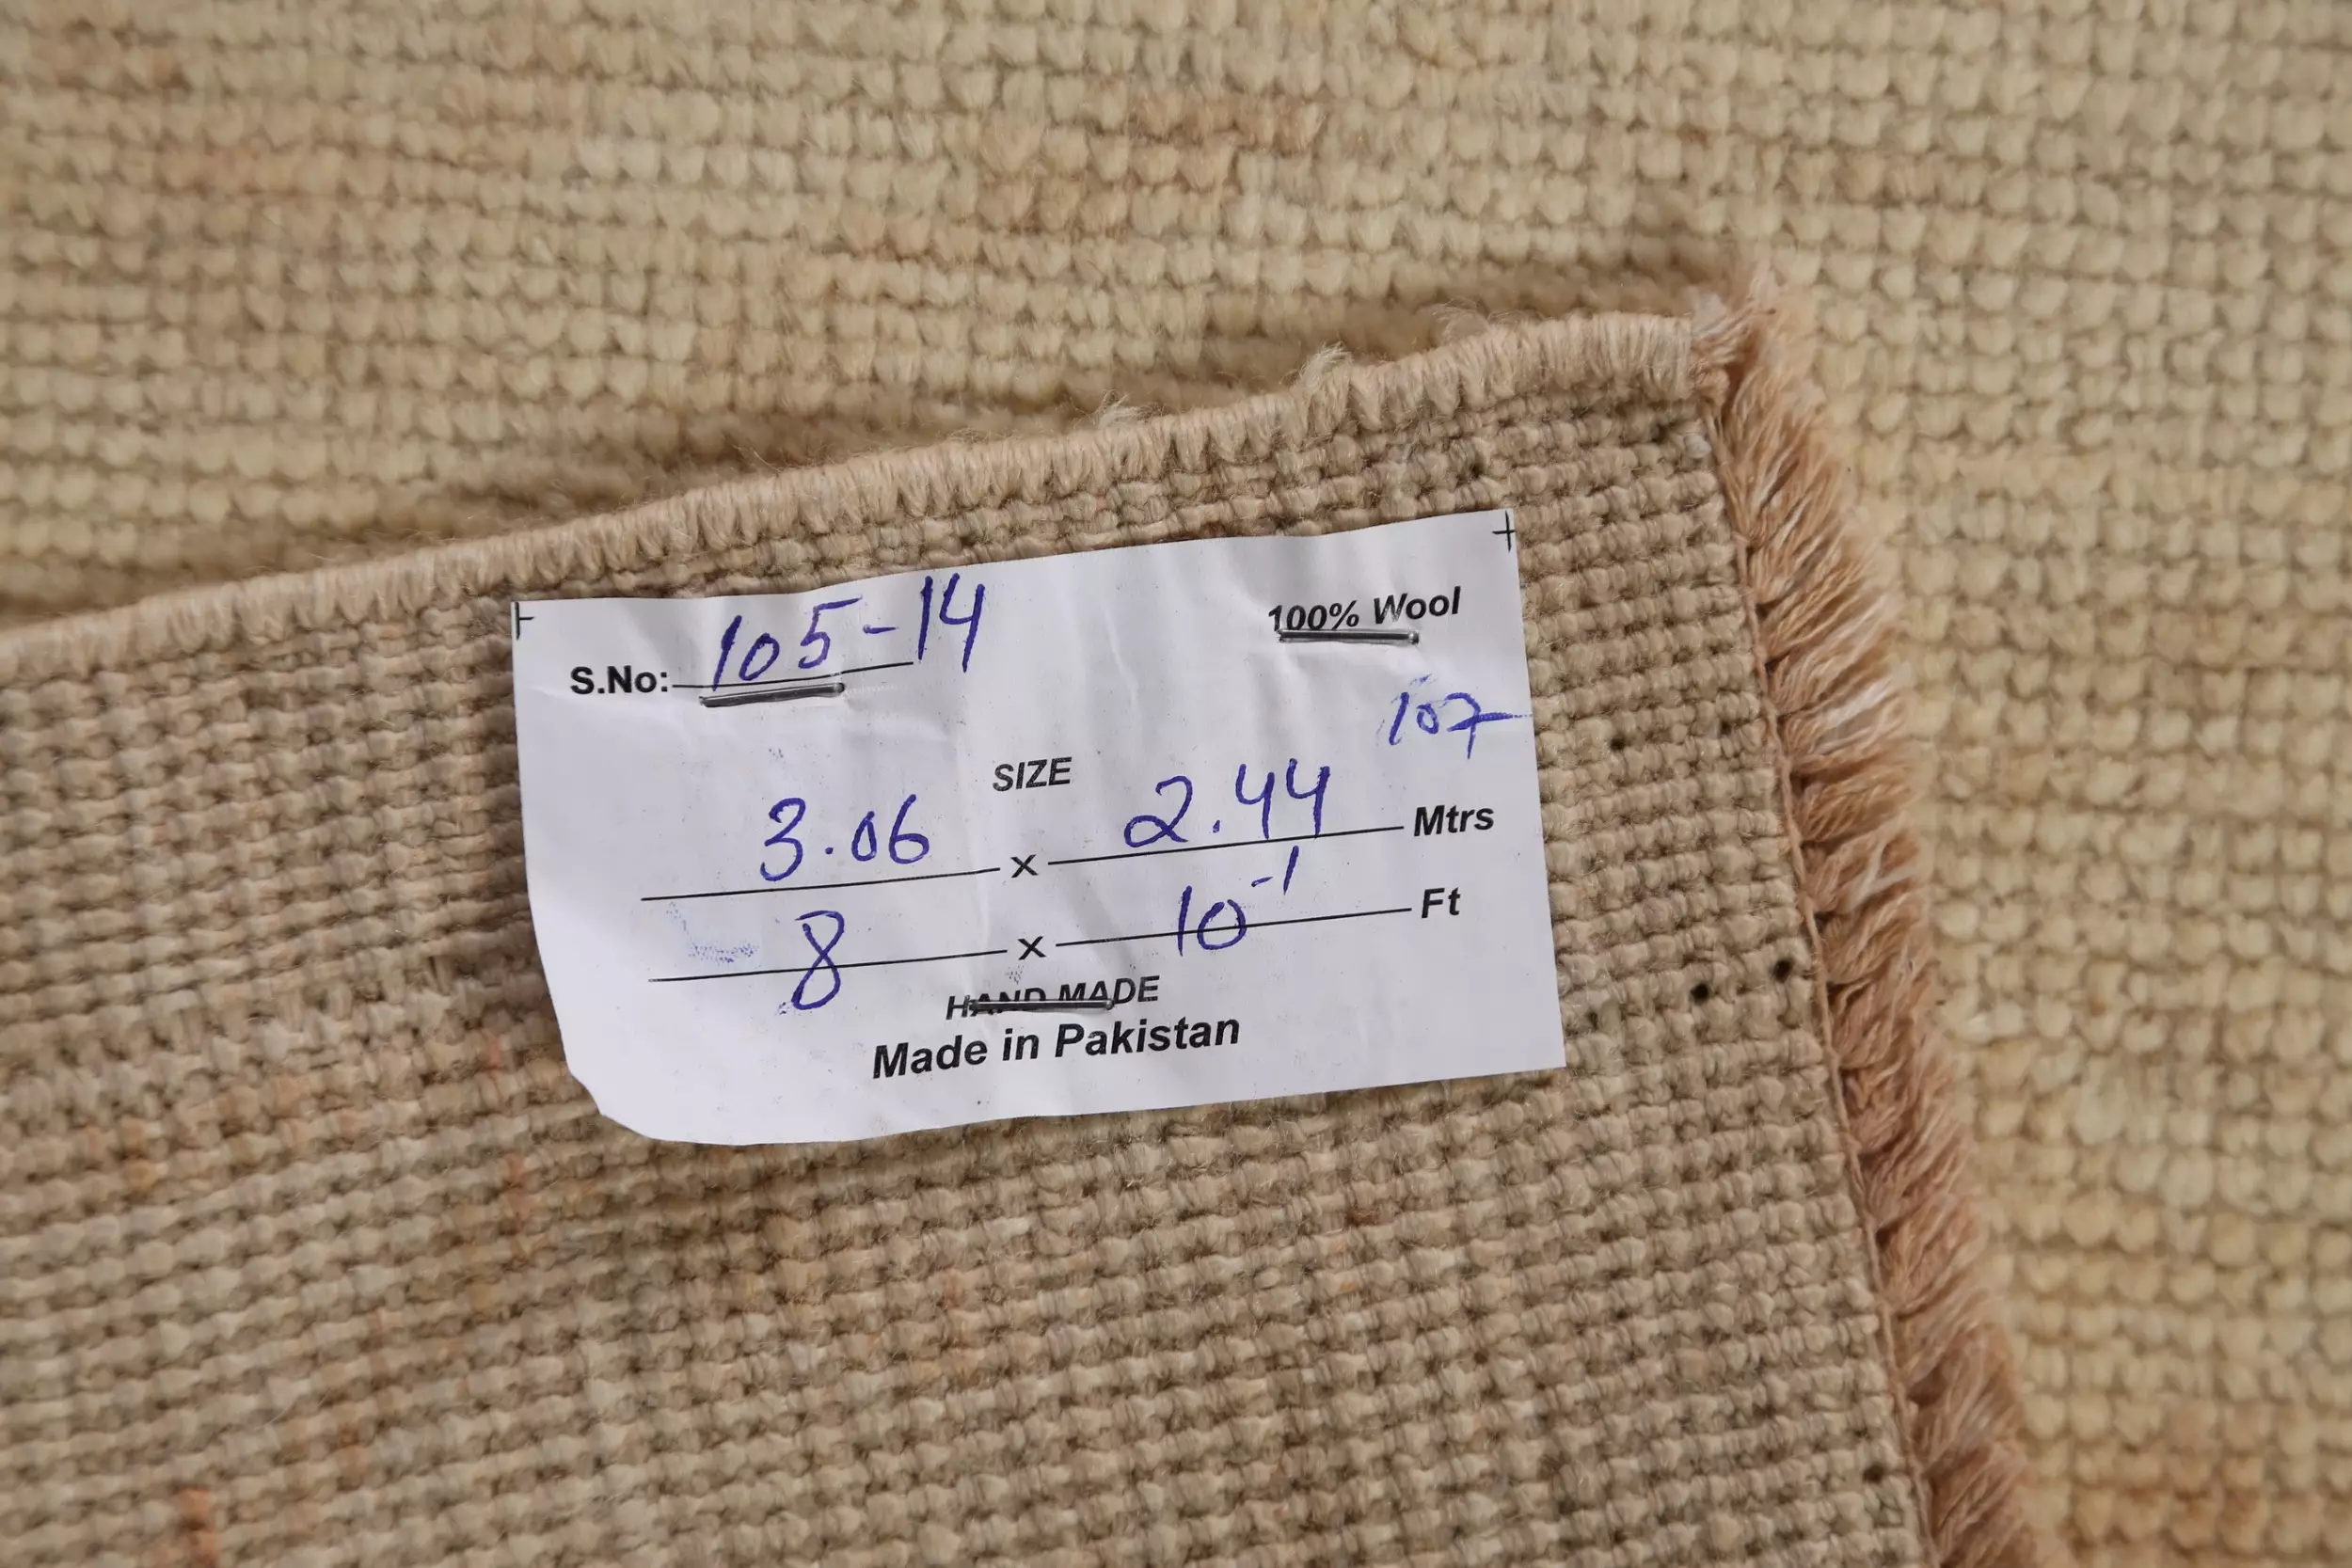 S.No: 105-14
100% Wool
107
SIZE
3.06 x 2.44 Mtrs
8 x 10-1 Ft
HAND MADE
Made in Pakistan